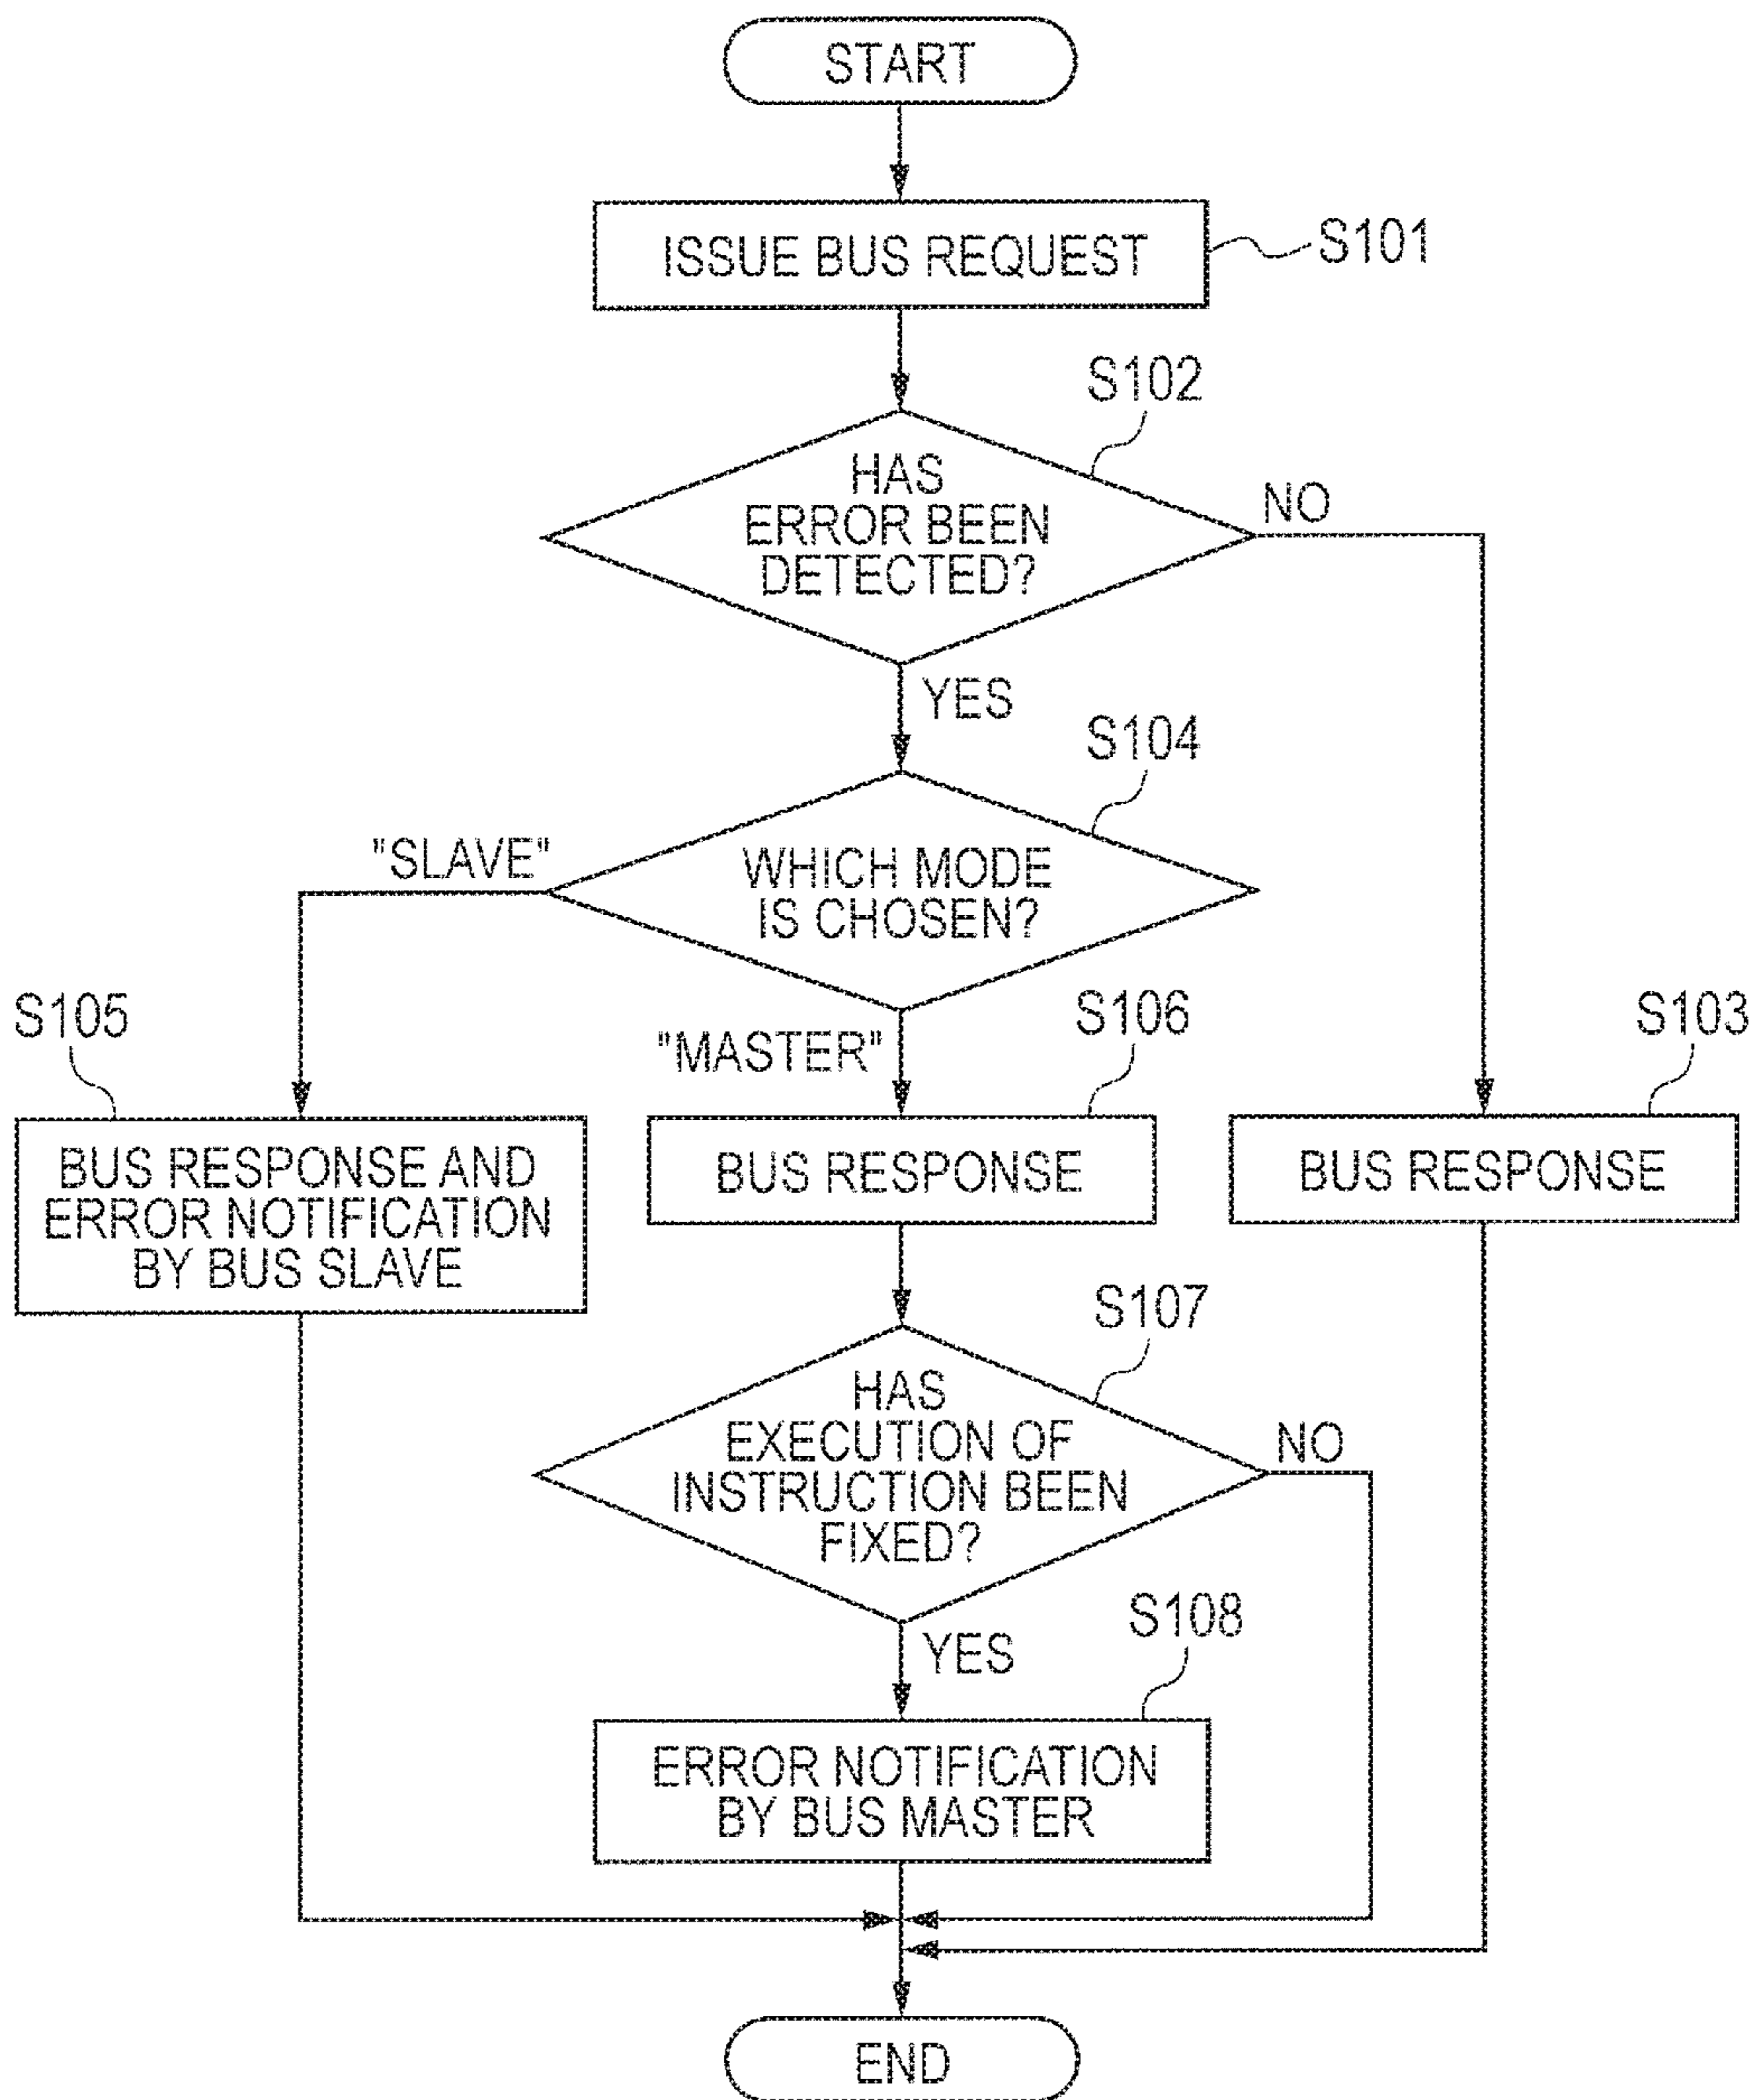 START
ISSUE BUS REQUEST
S101
S102
HAS
ERROR BEEN
DETECTED?
NO
YES
S104
"SLAVE"
WHICH MODE
IS CHOSEN?
S105
"MASTER"
S106
S103
BUS RESPONSE AND
ERROR NOTIFICATION
BY BUS SLAVE
BUS RESPONSE
BUS RESPONSE
S107
HAS
EXECUTION OF
INSTRUCTION BEEN
FIXED?
NO
YES
S108
ERROR NOTIFICATION
BY BUS MASTER
END